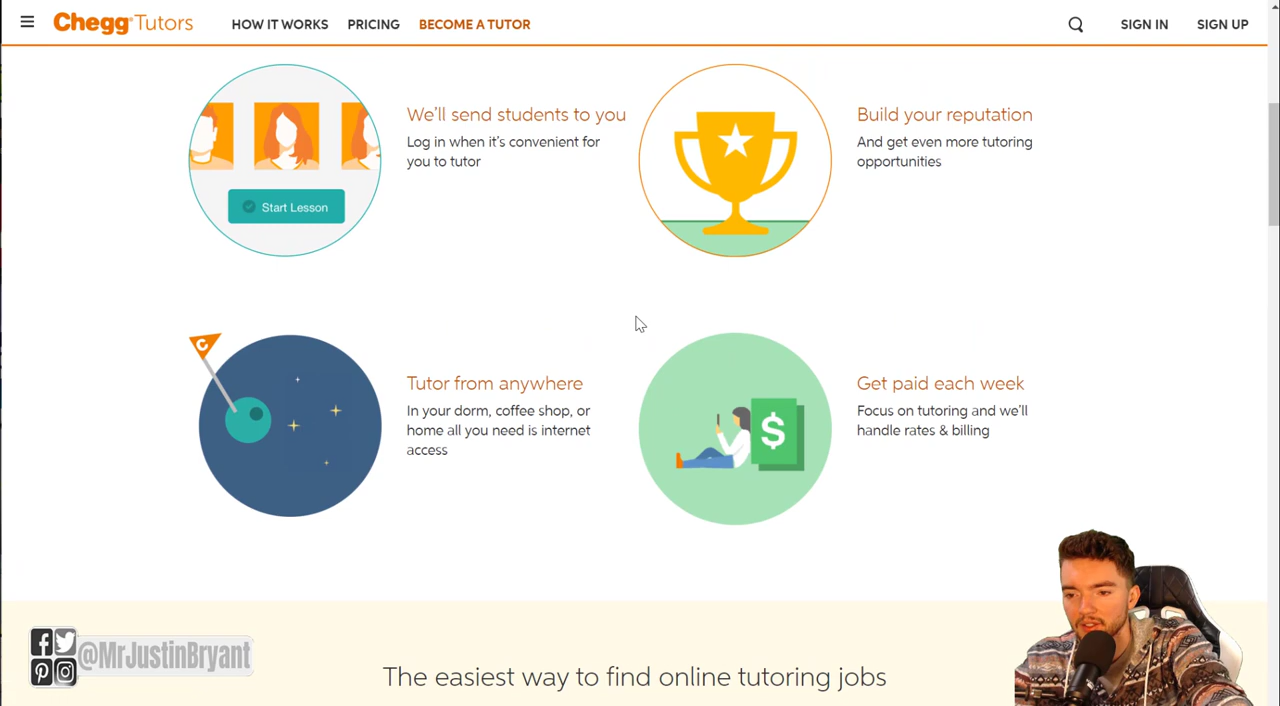 Chegg Tutors HOW IT WORKS PRICING BECOME A TUTOR SIGN IN SIGN UP
We'll send students to you
Log in when it's convenient for
you to tutor
Start Lesson
Build your reputation
And get even more tutoring
opportunities
Tutor from anywhere
In your dorm, coffee shop, or
home all you need is internet
access
C
Get paid each week
Focus on tutoring and we'll
handle rates & billing
$
The easiest way to find online tutoring jobs
@MrJustinBryant